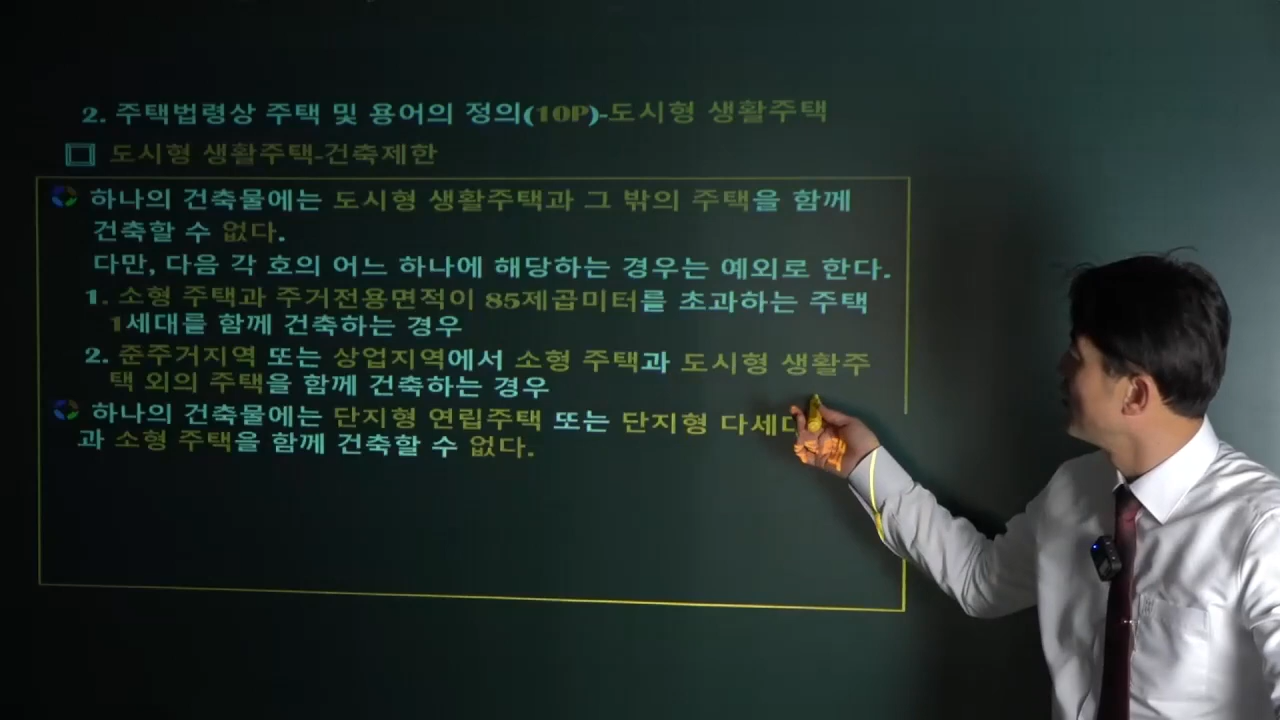 2. 주택법령상 주택 및 용어의 정의(10P)-도시형 생활주택
도시형 생활주택-건축제한
하나의 건축물에는 도시형 생활주택과 그 밖의 주택을 함께
건축할 수 없다.
다만, 다음 각 호의 어느 하나에 해당하는 경우는 예외로 한다.
1. 소형 주택과 주거전용면적이 85제곱미터를 초과하는 주택
1세대를 함께 건축하는 경우
2. 준주거지역 또는 상업지역에서 소형 주택과 도시형 생활주
택 외의 주택을 함께 건축하는 경우
하나의 건축물에는 단지형 연립주택 또는 단지형
과 소형 주택을 함께 건축할 수 없다.